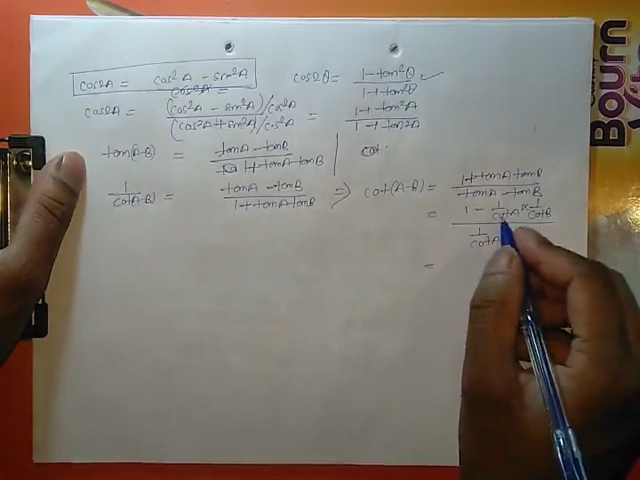 cos2A = cos²A - sin²A
cos2θ = 1-tan²θ / 1+tan²θ ✓
cos2A =
cos2A = (cos²A - sin²A)/cos²A / (cos²A + sin²A)/cos²A = 1-tan²A / 1+tan²A
tan(A-B) = tanA - tanB / 1+tanA tanB | cot
1/cot(A-B) = tanA - tanB / 1+tanA tanB ⇒ cot(A-B) = 1+tanA tanB / tanA - tanB
= 1 - 1/cotA × 1/cotB / 1/cotA
=
Bourn